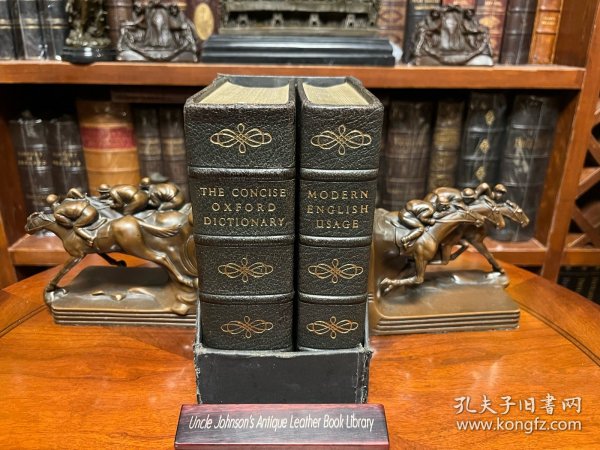 THE CONCISE
OXFORD
DICTIONARY
MODERN
ENGLISH
USAGE
Uncle Johnson's Antique Leather Book Library
孔夫子旧书网
www.kongfz.com